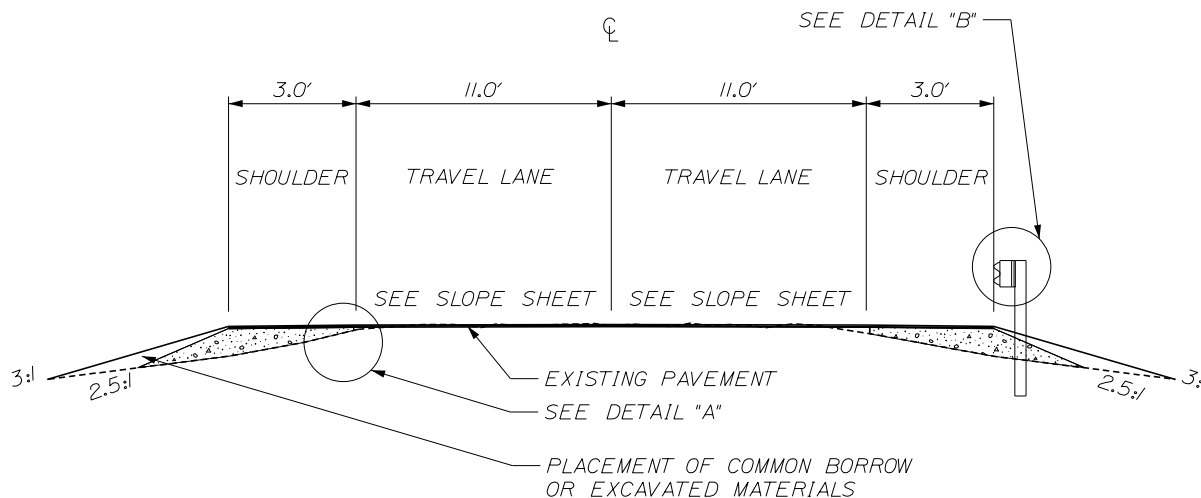 SEE DETAIL "B"
℄
3.0' 11.0' 11.0' 3.0'
SHOULDER TRAVEL LANE TRAVEL LANE SHOULDER
SEE SLOPE SHEET SEE SLOPE SHEET
3:1 2.5:1 2.5:1 3:
EXISTING PAVEMENT
SEE DETAIL "A"
PLACEMENT OF COMMON BORROW
OR EXCAVATED MATERIALS